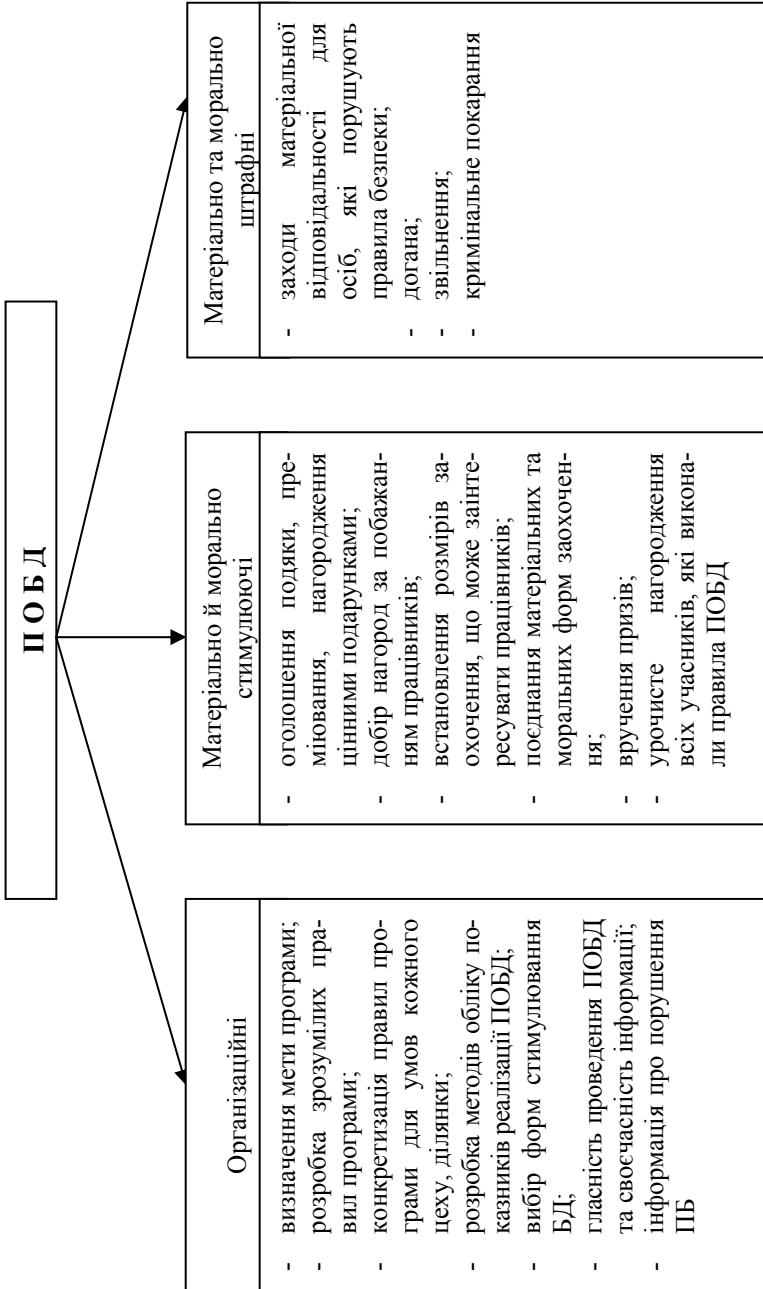 П О Б Д
Організаційні
- визначення мети програми;
- розробка зрозумілих пра-
вил програми;
- конкретизація правил про-
грами для умов кожного
цеху, ділянки;
- розробка методів обліку по-
казників реалізації ПОБД;
- вибір форм стимулювання
БД;
- гласність проведення ПОБД
та своєчасність інформації;
- інформація про порушення
ПБ
Матеріально й морально
стимулюючі
- оголошення подяки, пре-
міювання, нагородження
цінними подарунками;
- добір нагород за побажан-
ням працівників;
- встановлення розмірів за-
охочення, що може заінте-
ресувати працівників;
- поєднання матеріальних та
моральних форм заохочен-
ня;
- вручення призів;
- урочисте нагородження
всіх учасників, які викона-
ли правила ПОБД
Матеріально та морально
штрафні
- заходи матеріальної
відповідальності для
осіб, які порушують
правила безпеки;
- догана;
- звільнення;
- кримінальне покарання